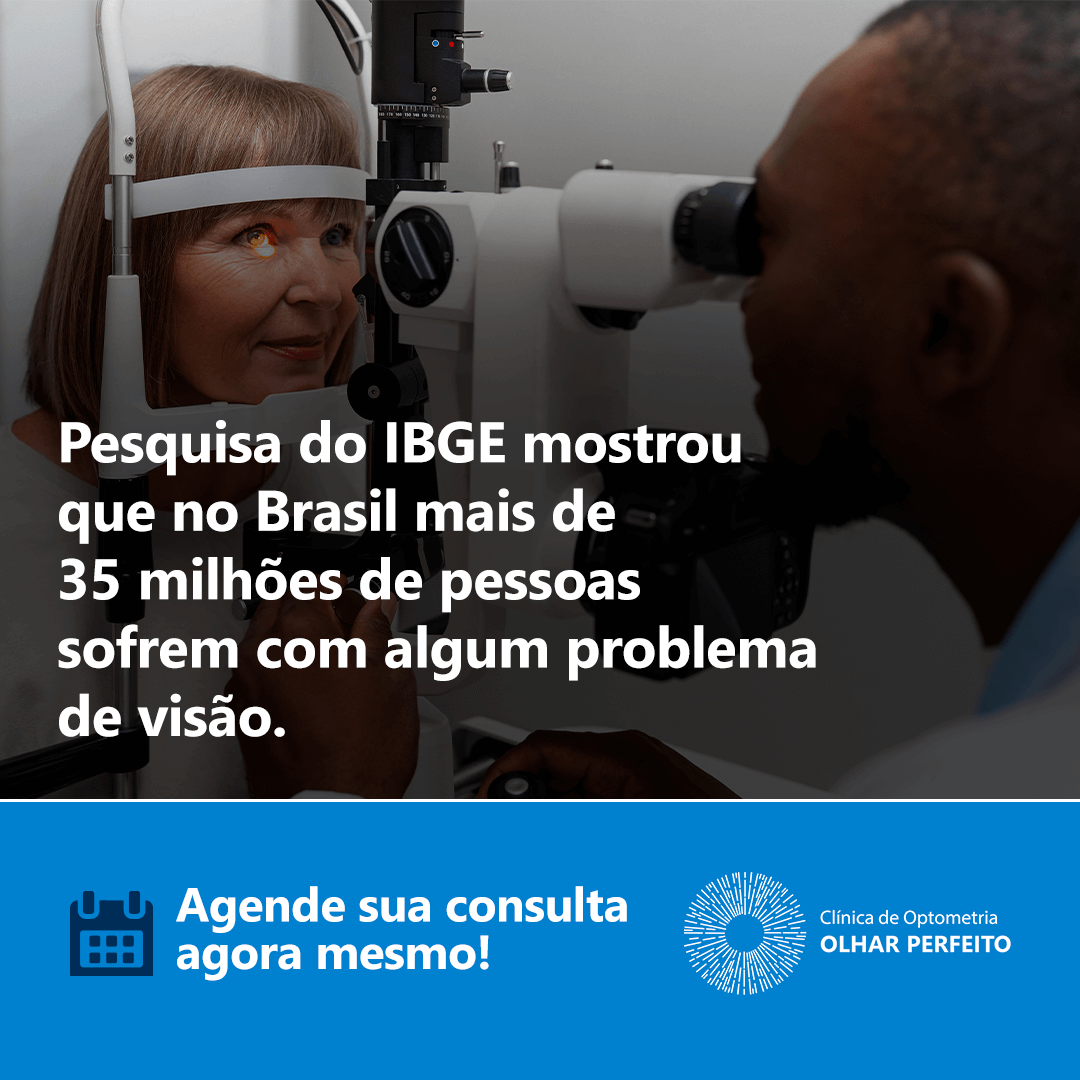 Pesquisa do IBGE mostrou
que no Brasil mais de
35 milhões de pessoas
sofrem com algum problema
de visão.
Agende sua consulta
agora mesmo!
Clínica de Optometria
OLHAR PERFEITO